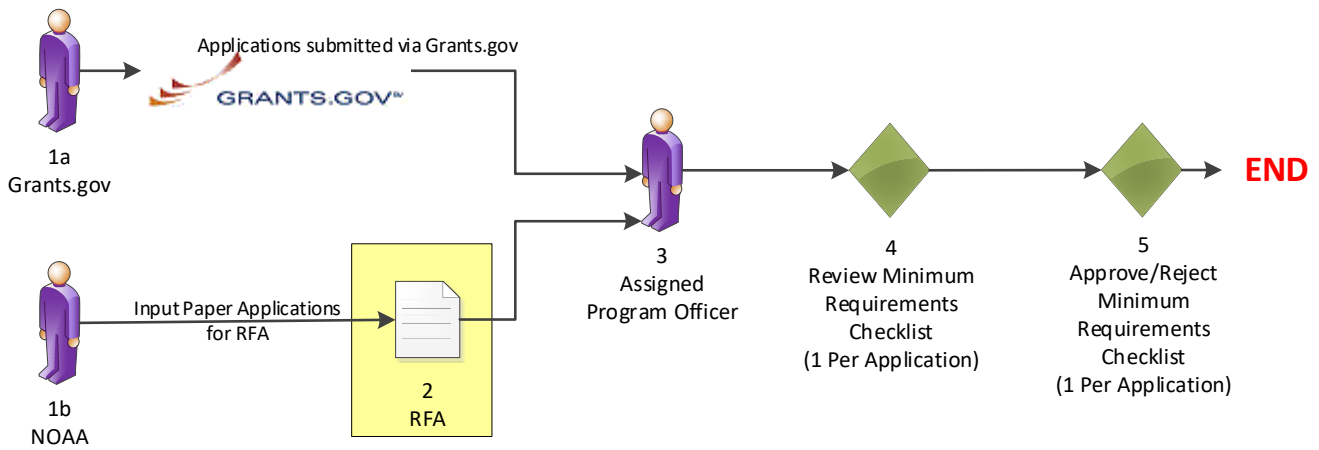 Applications submitted via Grants.gov
GRANTS.GOV℠
1a
Grants.gov
Input Paper Applications
for RFA
1b
NOAA
2
RFA
3
Assigned
Program Officer
4
Review Minimum
Requirements
Checklist
(1 Per Application)
5
Approve/Reject
Minimum
Requirements
Checklist
(1 Per Application)
END